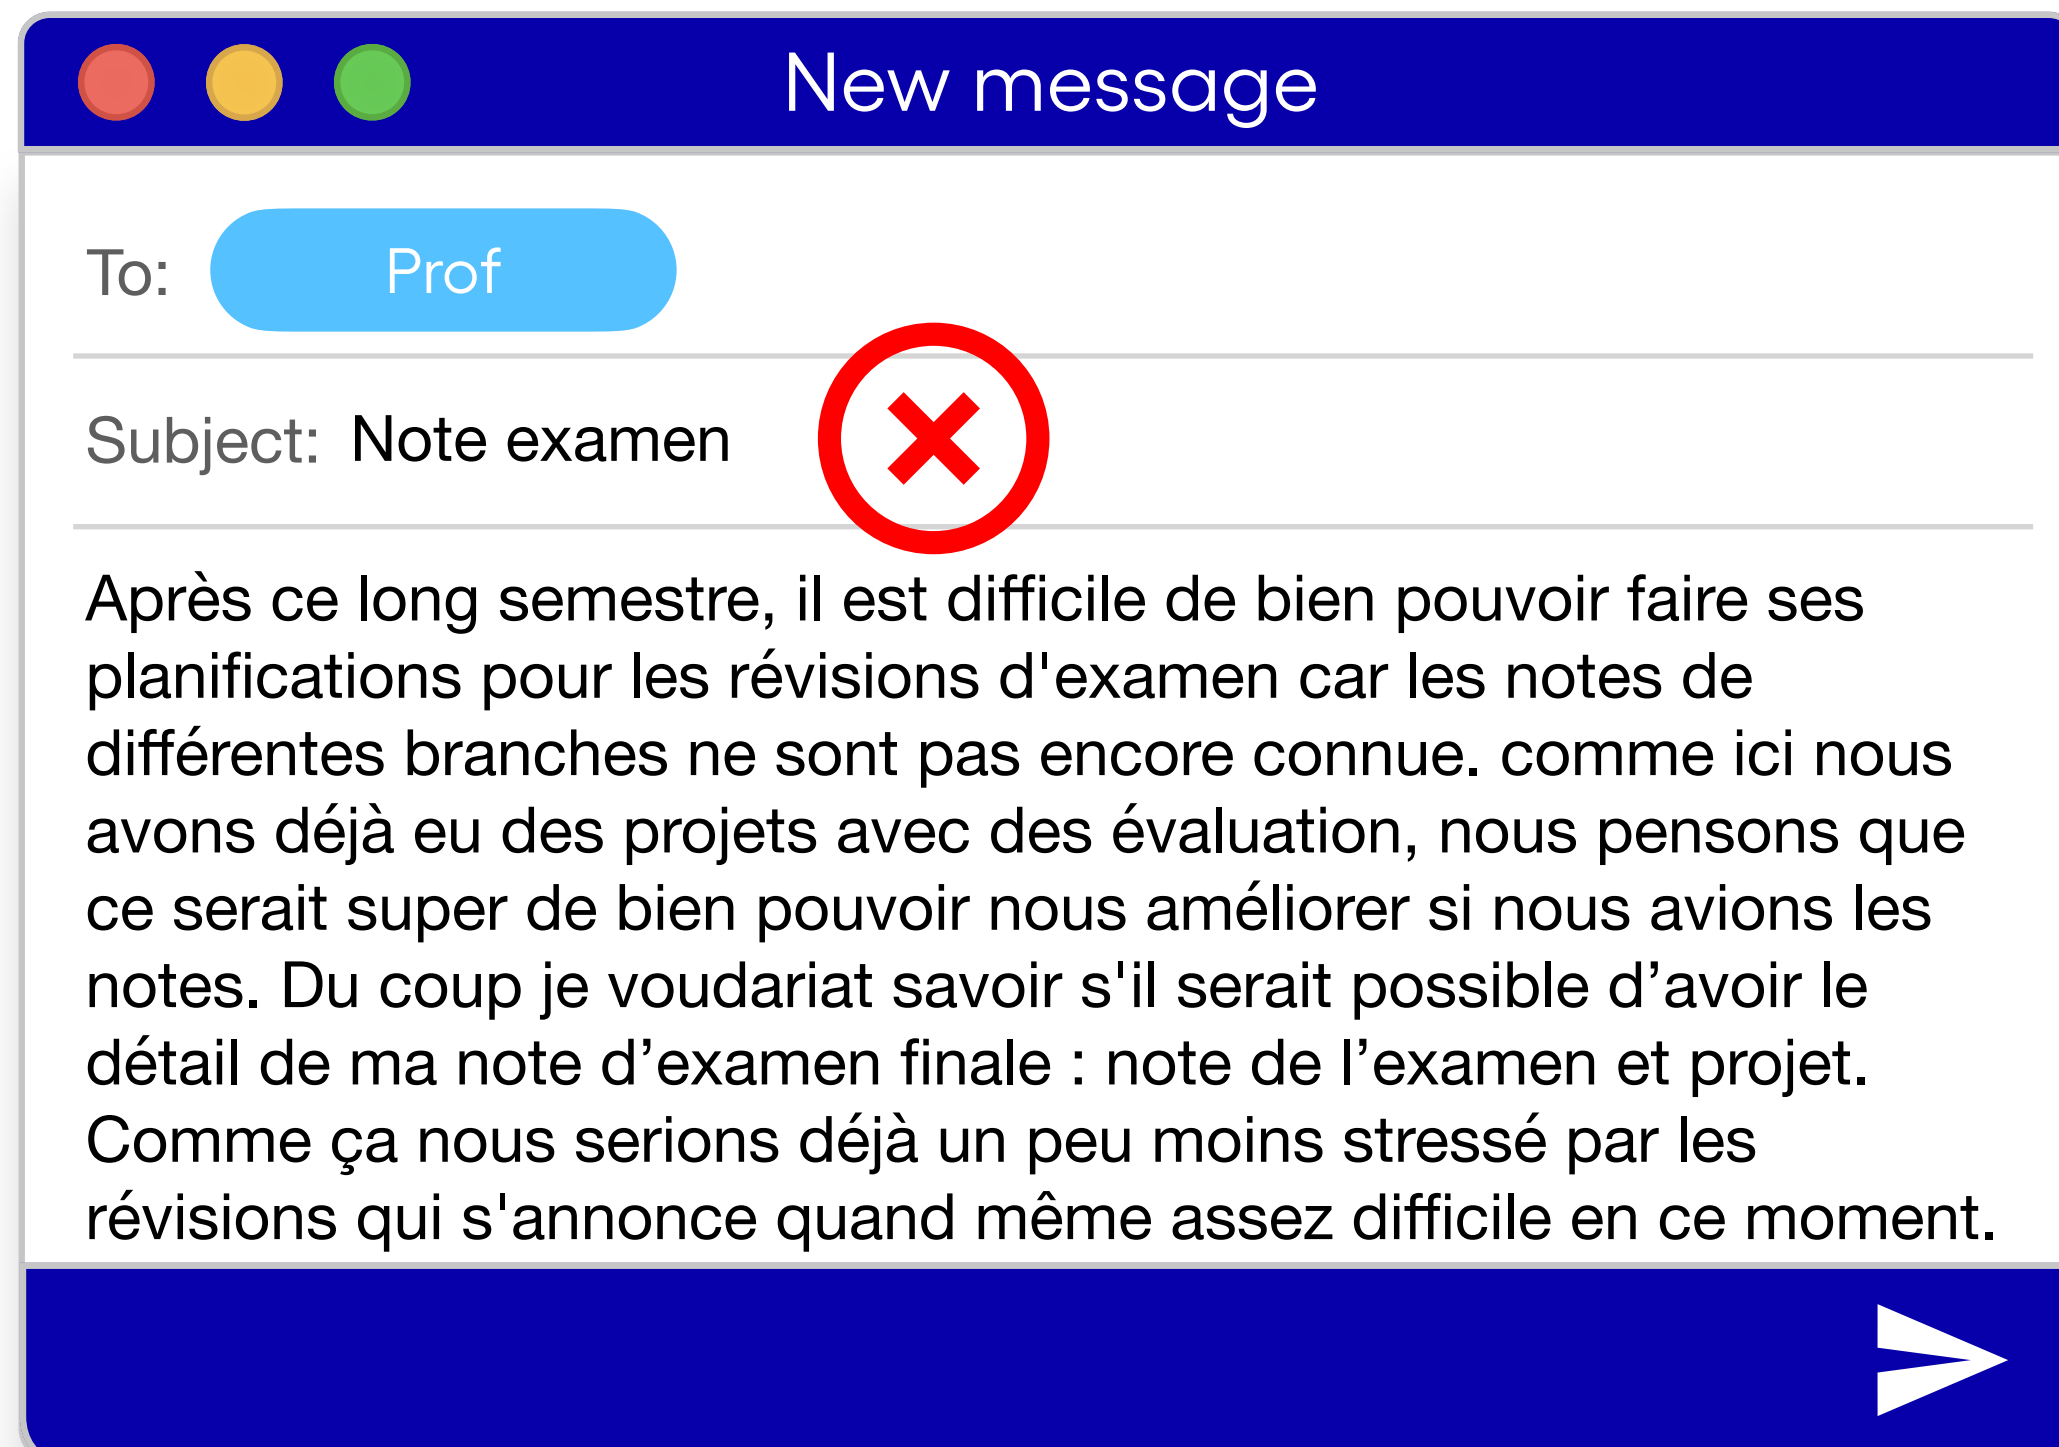 New message
To: Prof
Subject: Note examen
Après ce long semestre, il est difficile de bien pouvoir faire ses
planifications pour les révisions d'examen car les notes de
différentes branches ne sont pas encore connue. comme ici nous
avons déjà eu des projets avec des évaluation, nous pensons que
ce serait super de bien pouvoir nous améliorer si nous avions les
notes. Du coup je voudariat savoir s'il serait possible d’avoir le
détail de ma note d’examen finale : note de l’examen et projet.
Comme ça nous serions déjà un peu moins stressé par les
révisions qui s'annonce quand même assez difficile en ce moment.